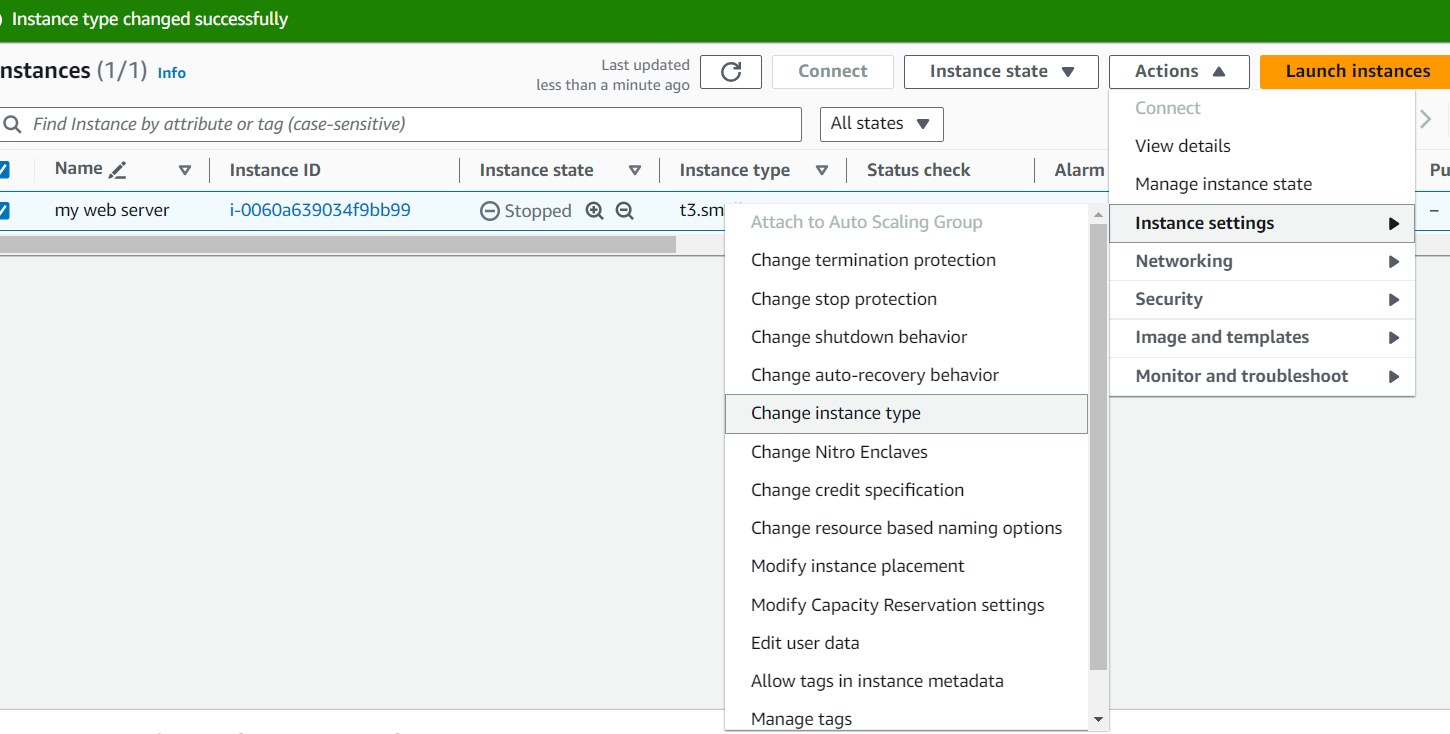 Instance type changed successfully
nstances (1/1) Info
Last updated
less than a minute ago
Connect
Instance state
Actions
Launch instances
Find Instance by attribute or tag (case-sensitive)
All states
Name
Instance ID
Instance state
Instance type
Status check
Alarm
Pu
my web server
i-0060a639034f9bb99
Stopped
t3.sm
–
Connect
View details
Manage instance state
Instance settings
Networking
Security
Image and templates
Monitor and troubleshoot
Attach to Auto Scaling Group
Change termination protection
Change stop protection
Change shutdown behavior
Change auto-recovery behavior
Change instance type
Change Nitro Enclaves
Change credit specification
Change resource based naming options
Modify instance placement
Modify Capacity Reservation settings
Edit user data
Allow tags in instance metadata
Manage tags